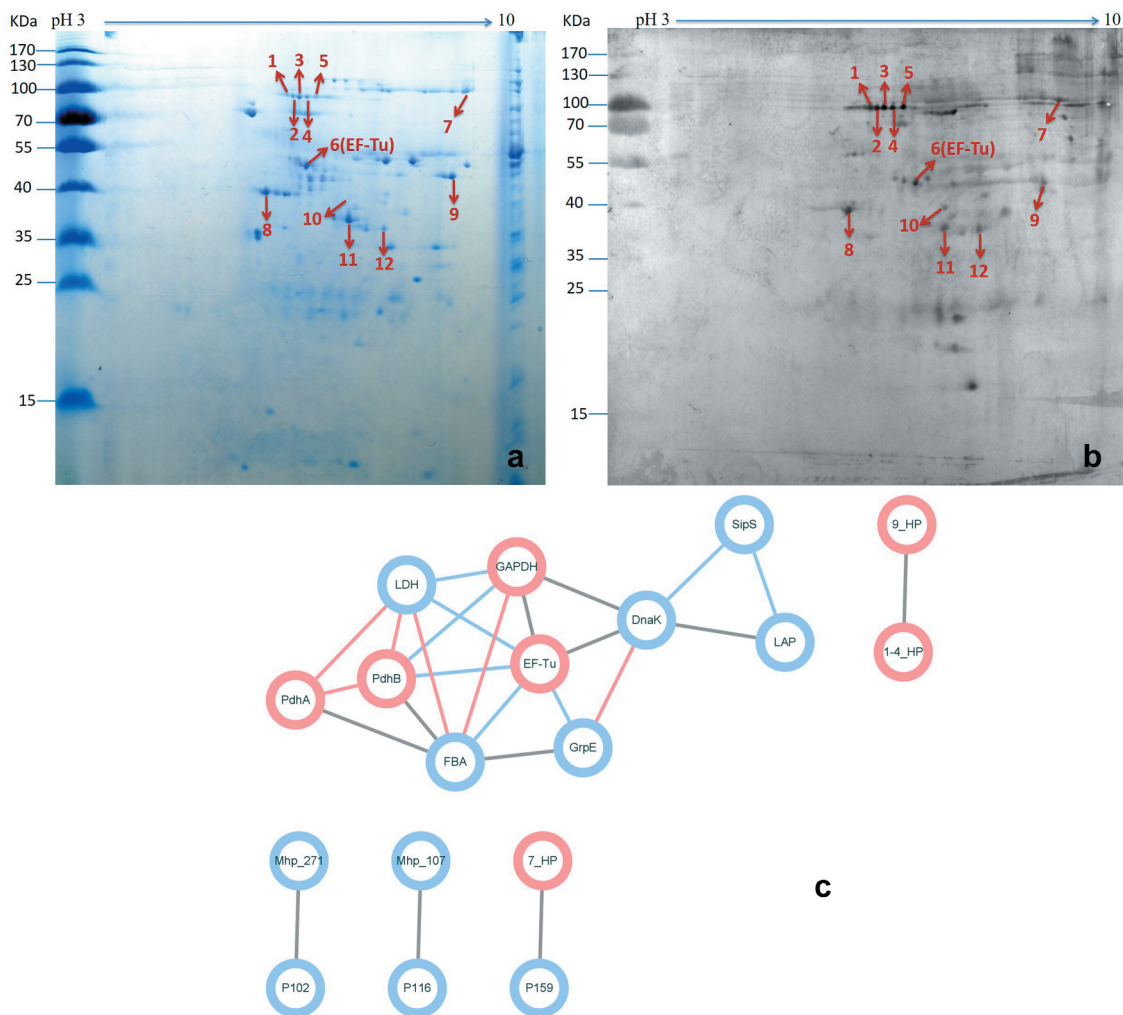 KDa pH 3 10
170
130
100
70
55
40
35
25
15
1 3 5
2 4
7
6(EF-Tu)
8
10
9
11 12
a
KDa pH 3 10
170
130
100
70
55
40
35
25
15
1 3 5
2 4
7
6(EF-Tu)
8
10
9
11 12
b
SipS
9_HP
LDH
GAPDH
DnaK
LAP
1-4_HP
EF-Tu
PdhB
PdhA
GrpE
FBA
Mhp_271
Mhp_107
7_HP
c
P102
P116
P159